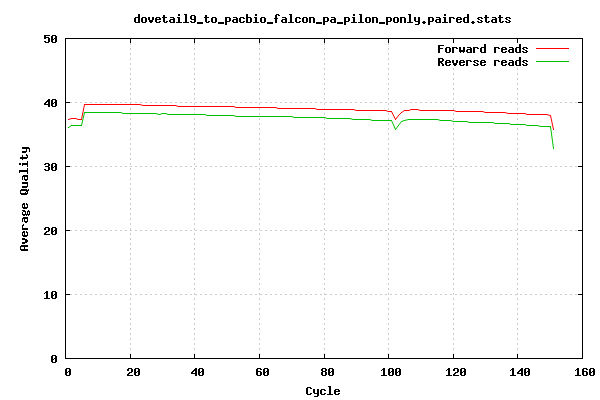 dovetail9_to_pacbio_falcon_pa_pilon_ponly.paired.stats
Forward reads
Reverse reads
50
40
30
20
10
0
Average Quality
0 20 40 60 80 100 120 140 160
Cycle